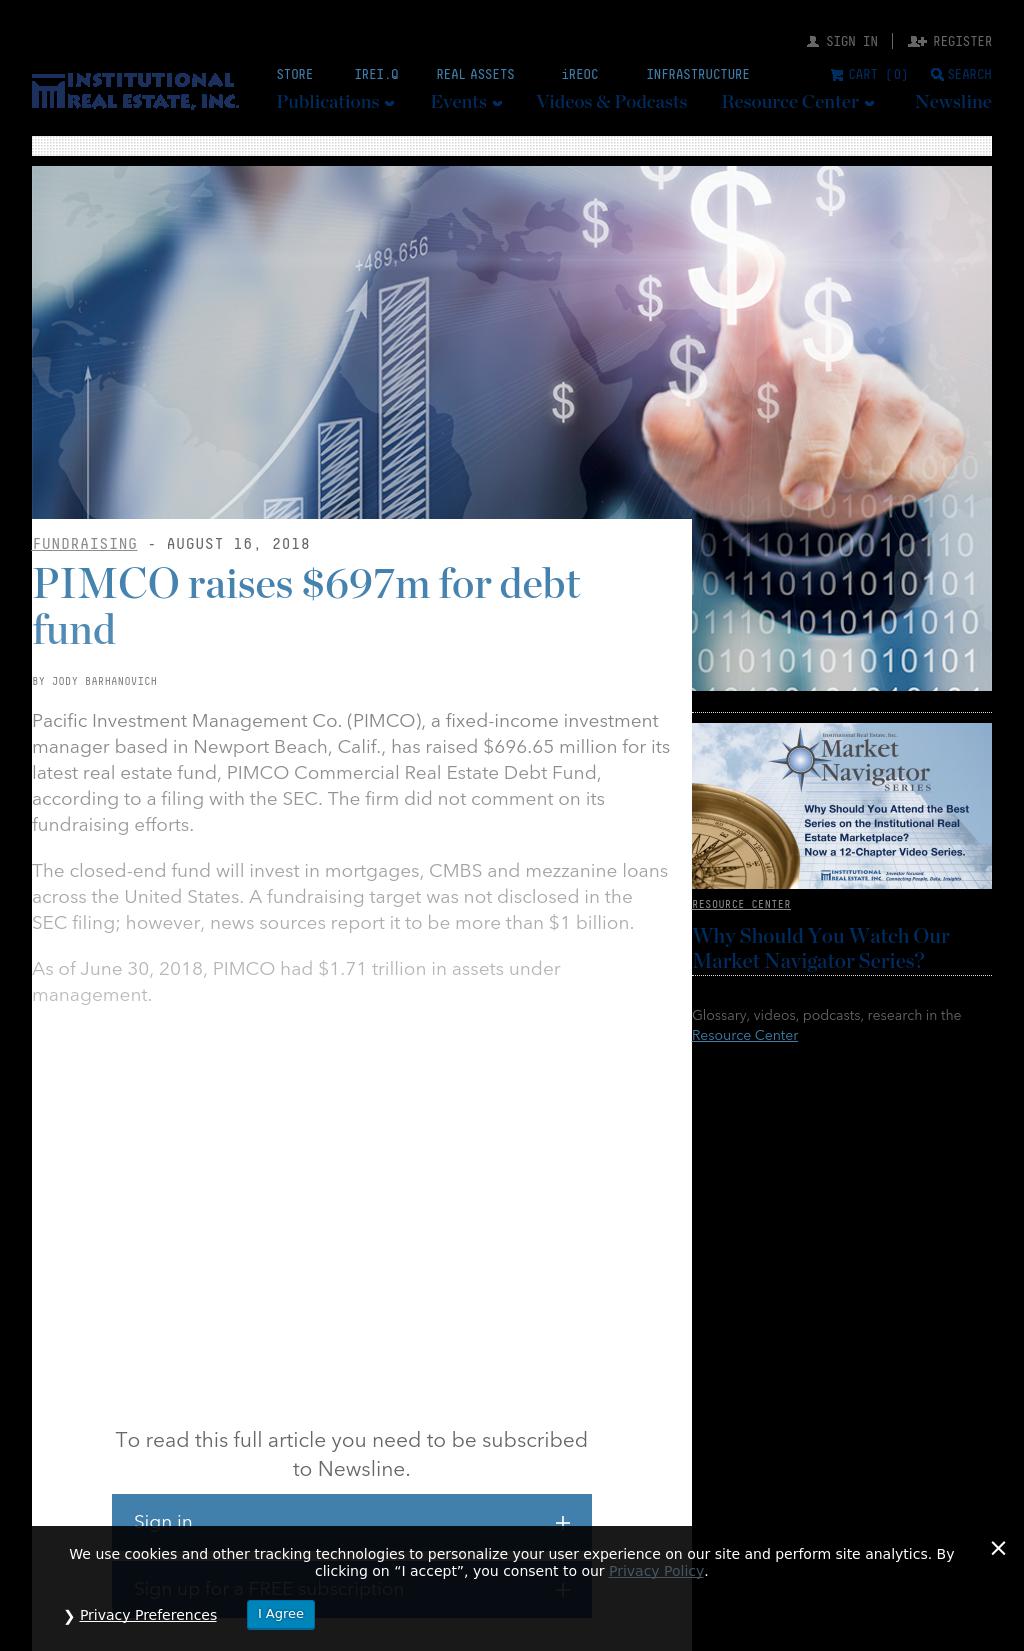 SIGN IN
REGISTER
STORE
IREI.Q
REAL ASSETS
iREOC
INFRASTRUCTURE
CART (0)
SEARCH
INSTITUTIONAL
REAL ESTATE, INC.
Publications
Events
Videos & Podcasts
Resource Center
Newsline
+489,656
FUNDRAISING - AUGUST 16, 2018
PIMCO raises $697m for debt
fund
BY JODY BARHANOVICH
Pacific Investment Management Co. (PIMCO), a fixed-income investment
manager based in Newport Beach, Calif., has raised $696.65 million for its
latest real estate fund, PIMCO Commercial Real Estate Debt Fund,
according to a filing with the SEC. The firm did not comment on its
fundraising efforts.
The closed-end fund will invest in mortgages, CMBS and mezzanine loans
across the United States. A fundraising target was not disclosed in the
SEC filing; however, news sources report it to be more than $1 billion.
As of June 30, 2018, PIMCO had $1.71 trillion in assets under
management.
Institutional Real Estate, Inc.
Market
Navigator
SERIES
Why Should You Attend the Best
Series on the Institutional Real
Estate Marketplace?
Now a 12-Chapter Video Series.
INSTITUTIONAL
REAL ESTATE, INC.
Investor focused
Connecting People, Data, Insights
RESOURCE CENTER
Why Should You Watch Our
Market Navigator Series?
Glossary, videos, podcasts, research in the
Resource Center
To read this full article you need to be subscribed
to Newsline.
Sign in
Sign up for a FREE subscription
We use cookies and other tracking technologies to personalize your user experience on our site and perform site analytics. By
clicking on “I accept”, you consent to our Privacy Policy.
❯ Privacy Preferences
I Agree